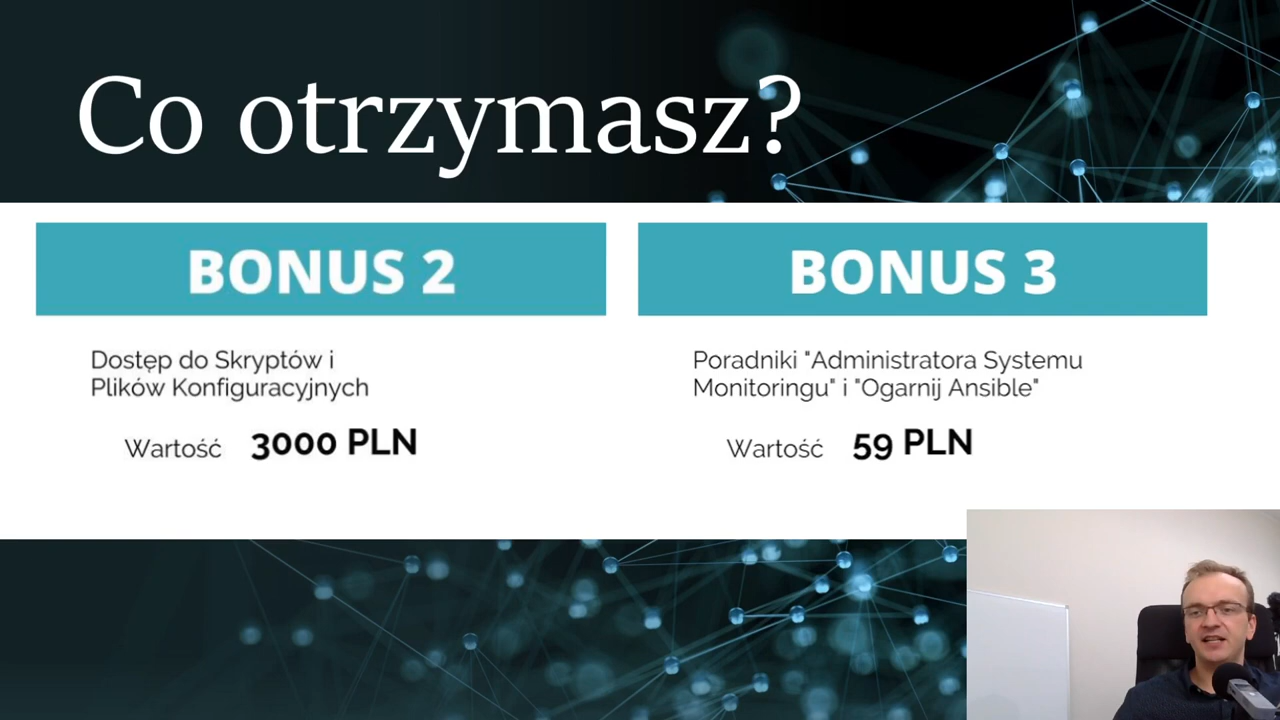 Co otrzymasz?
BONUS 2
Dostęp do Skryptów i
Plików Konfiguracyjnych
Wartość 3000 PLN
BONUS 3
Poradniki "Administratora Systemu
Monitoringu" i "Ogarnij Ansible"
Wartość 59 PLN